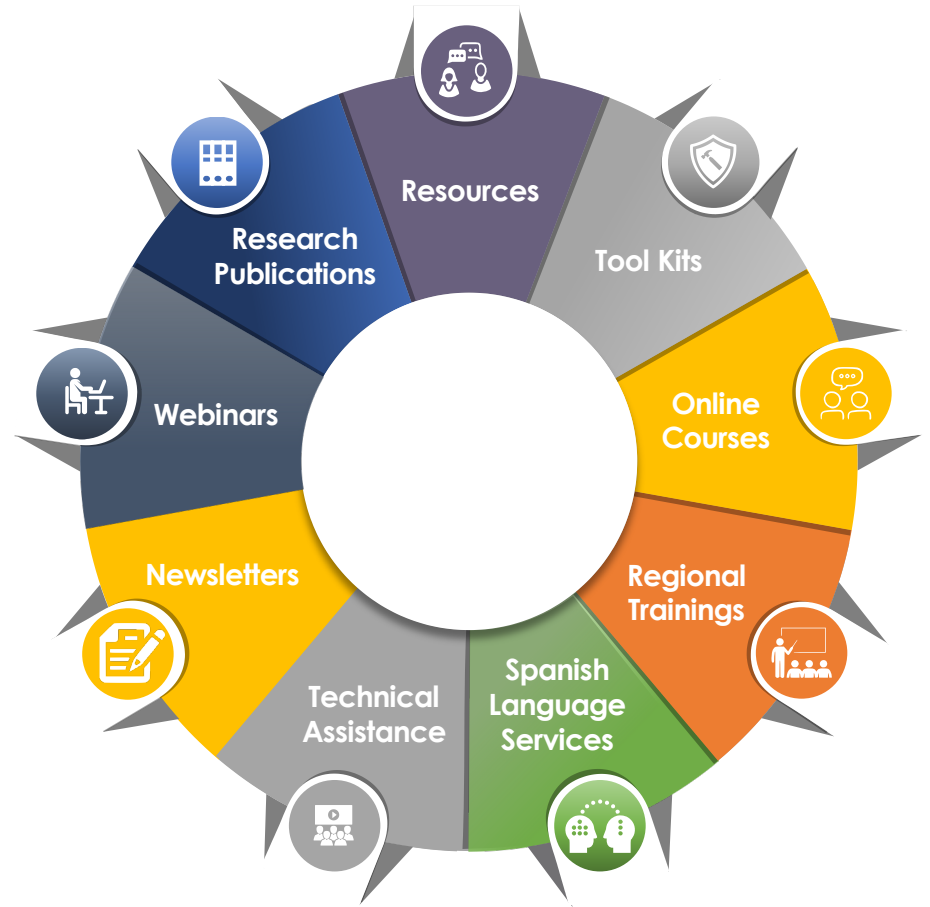 Resources
Tool Kits
Online
Courses
Regional
Trainings
Spanish
Language
Services
Technical
Assistance
Newsletters
Webinars
Research
Publications